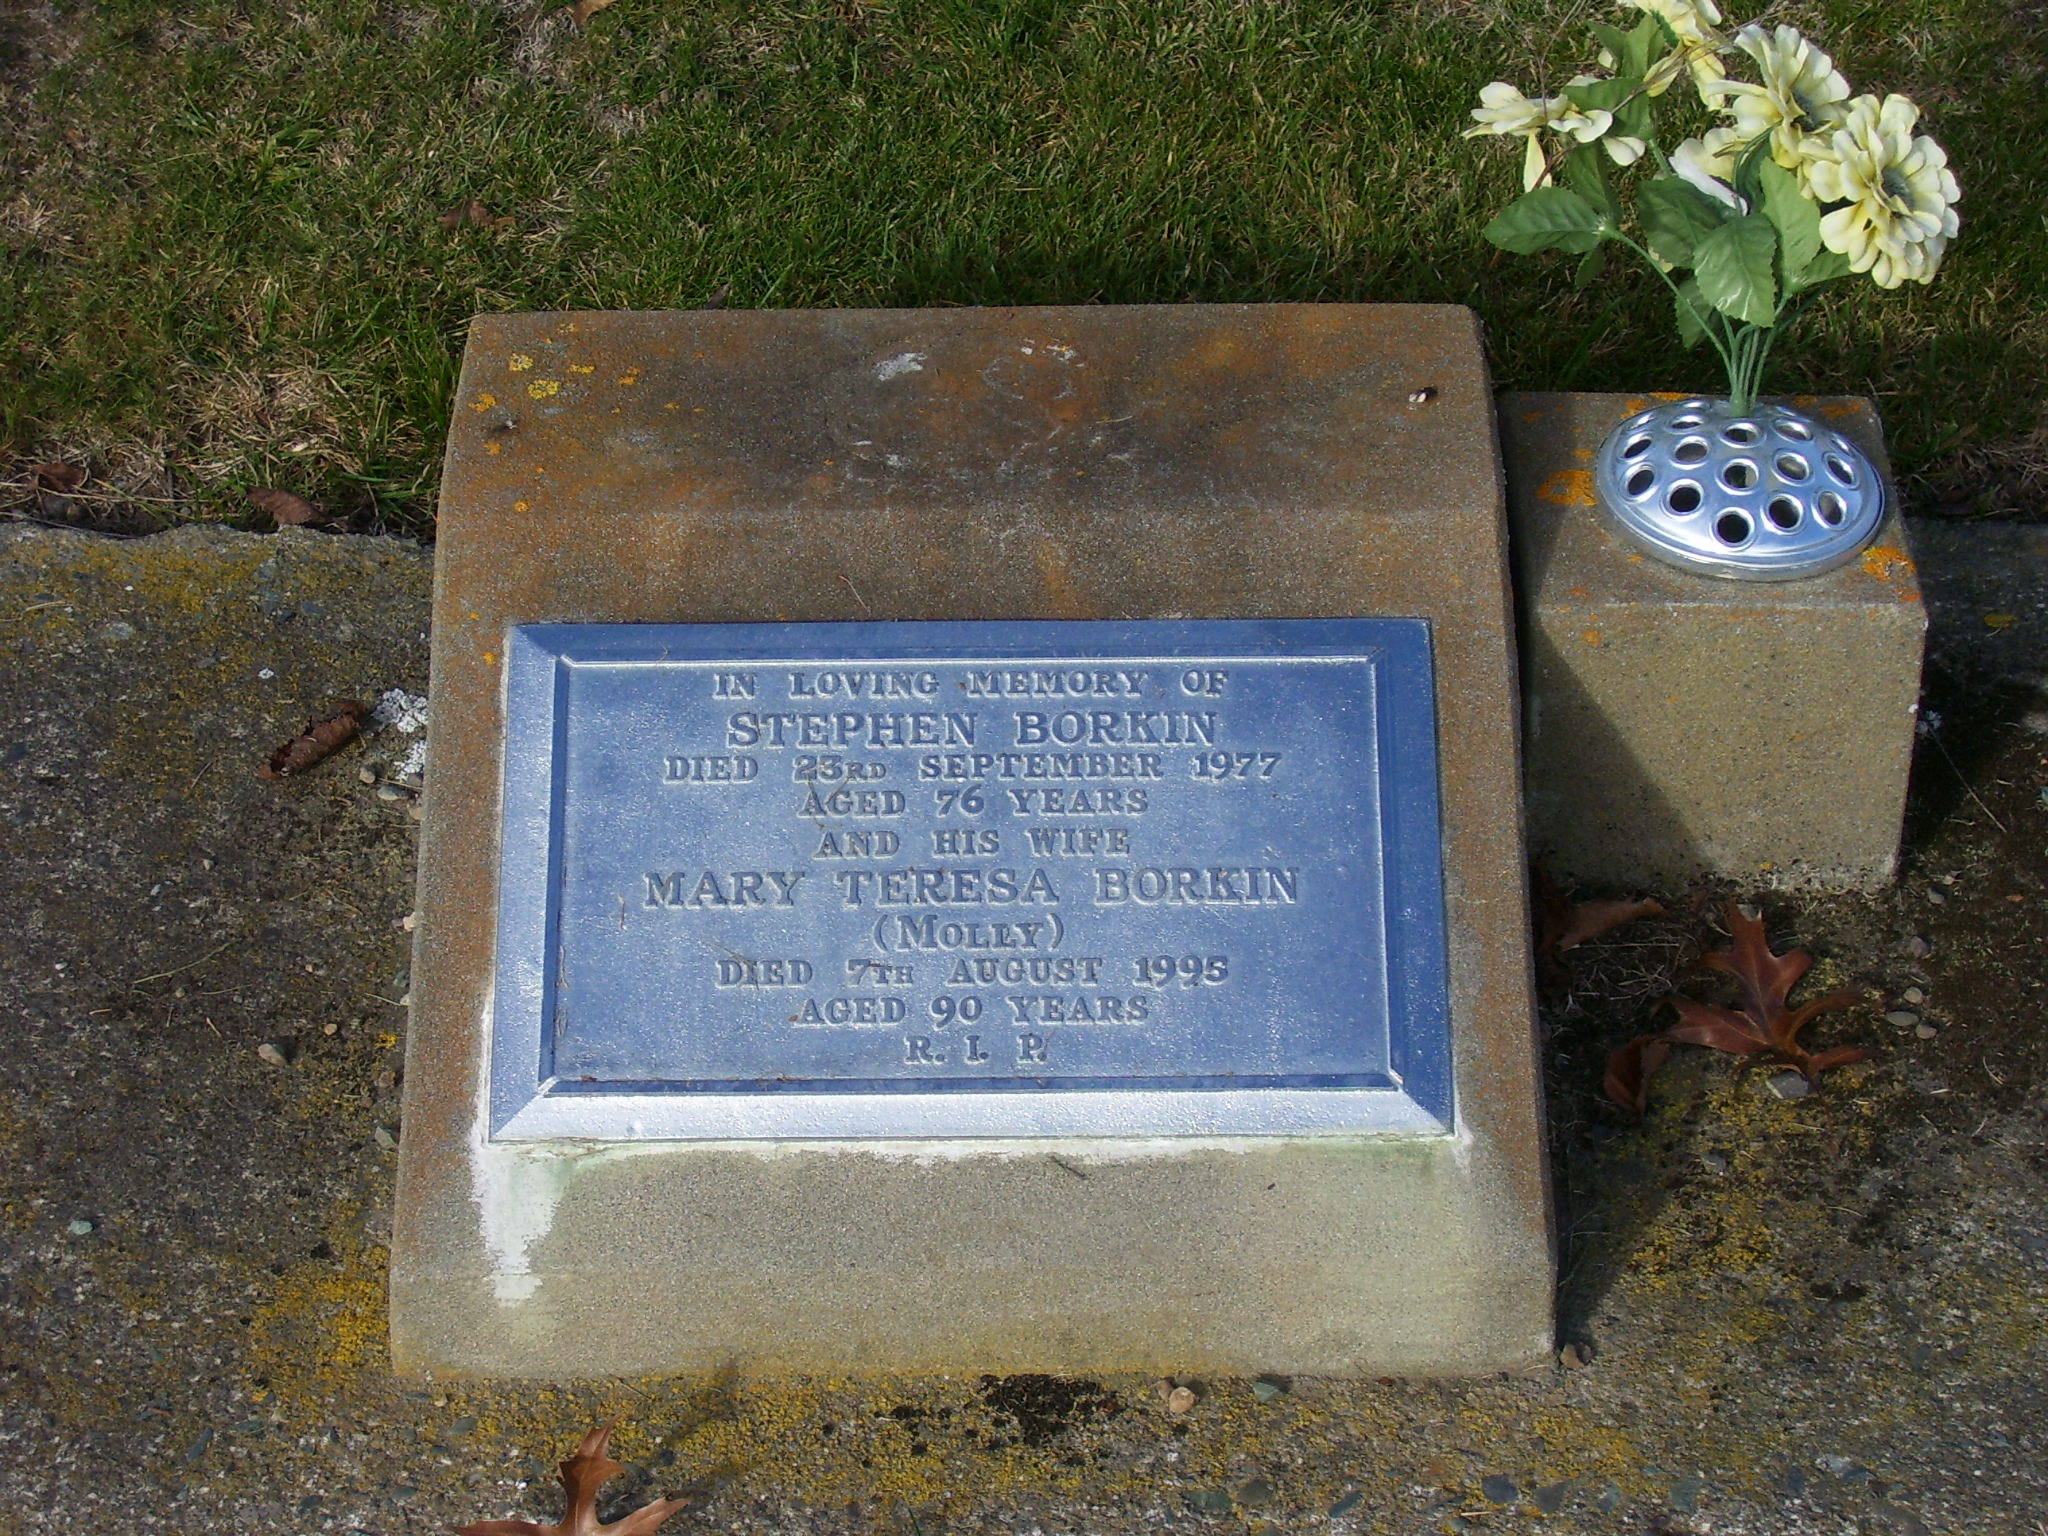 IN LOVING MEMORY OF
STEPHEN BORKIN
DIED 23RD SEPTEMBER 1977
AGED 76 YEARS
AND HIS WIFE
MARY TERESA BORKIN
(MOLLY)
DIED 7TH AUGUST 1995
AGED 90 YEARS
R. I. P.